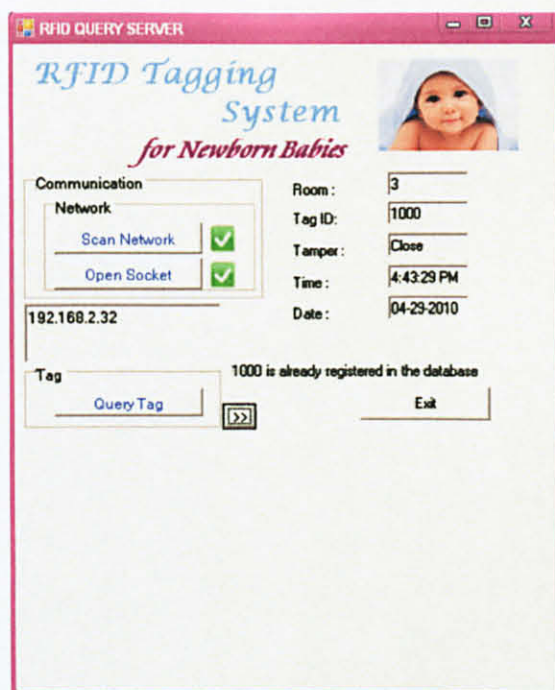 RFID QUERY SERVER
RFID Tagging
System
for Newborn Babies
Communication
Network
Scan Network
Open Socket
192.168.2.32
Room :
3
Tag ID:
1000
Tamper:
Close
Time :
4:43:29 PM
Date :
04-29-2010
Tag
Query Tag
>>
1000 is already registered in the database
Exit